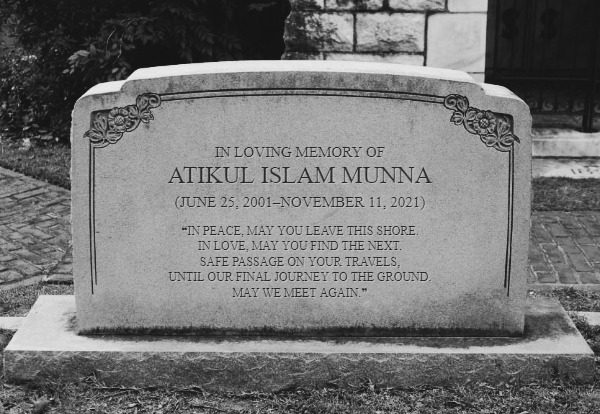 IN LOVING MEMORY OF
ATIKUL ISLAM MUNNA
(JUNE 25, 2001–NOVEMBER 11, 2021)
"IN PEACE, MAY YOU LEAVE THIS SHORE.
IN LOVE, MAY YOU FIND THE NEXT.
SAFE PASSAGE ON YOUR TRAVELS,
UNTIL OUR FINAL JOURNEY TO THE GROUND.
MAY WE MEET AGAIN."